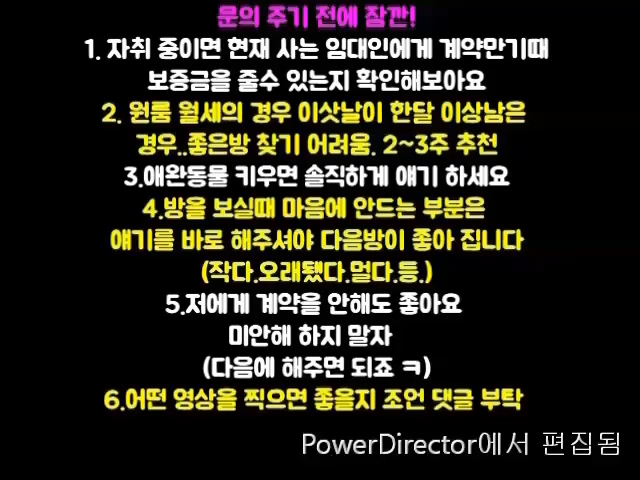 문의 주기 전에 잠깐!
1. 자취 중이면 현재 사는 임대인에게 계약만기때
보증금을 줄수 있는지 확인해보아요
2. 원룸 월세의 경우 이삿날이 한달 이상남은
경우..좋은방 찾기 어려움. 2~3주 추천
3.애완동물 키우면 솔직하게 얘기 하세요
4.방을 보실때 마음에 안드는 부분은
얘기를 바로 해주셔야 다음방이 좋아 집니다
(작다.오래됐다.멀다.등.)
5.저에게 계약을 안해도 좋아요
미안해 하지 말자
(다음에 해주면 되죠 ㅋ)
6.어떤 영상을 찍으면 좋을지 조언 댓글 부탁
PowerDirector에서 편집됨